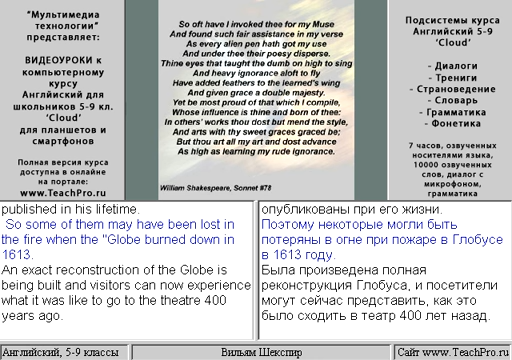 "Мультимедиа
технологии"
представляет:
ВИДЕОУРОКИ к
компьютерному
курсу
Английский для
школьников 5-9 кл.
'Cloud'
для планшетов и
смартфонов
Полная версия курса
доступна в онлайне
на портале:
www.TeachPro.ru
So oft have I invoked thee for my Muse
And found such fair assistance in my verse
As every alien pen hath got my use
And under thee their poesy disperse.
Thine eyes that taught the dumb on high to sing
And heavy ignorance aloft to fly
Have added feathers to the learned's wing
And given grace a double majesty.
Yet be most proud of that which I compile,
Whose influence is thine and born of thee:
In others' works thou dost but mend the style,
And arts with thy sweet graces graced be;
But thou art all my art and dost advance
As high as learning my rude ignorance.
William Shakespeare, Sonnet #78
Подсистемы курса
Английский 5-9
'Cloud'
- Диалоги
- Тренинги
- Страноведение
- Словарь
- Грамматика
- Фонетика
7 часов, озвученных
носителями языка,
10000 озвученных
слов, диалог с
микрофоном,
грамматика
published in his lifetime.
So some of them may have been lost in
the fire when the "Globe burned down in
1613.
An exact reconstruction of the Globe is
being built and visitors can now experience
what it was like to go to the theatre 400
years ago.
опубликованы при его жизни.
Поэтому некоторые могли быть
потеряны в огне при пожаре в Глобусе
в 1613 году.
Была произведена полная
реконструкция Глобуса, и посетители
могут сейчас представить, как это
было сходить в театр 400 лет назад.
Английский, 5-9 классы
Вильям Шекспир
Сайт www.TeachPro.ru